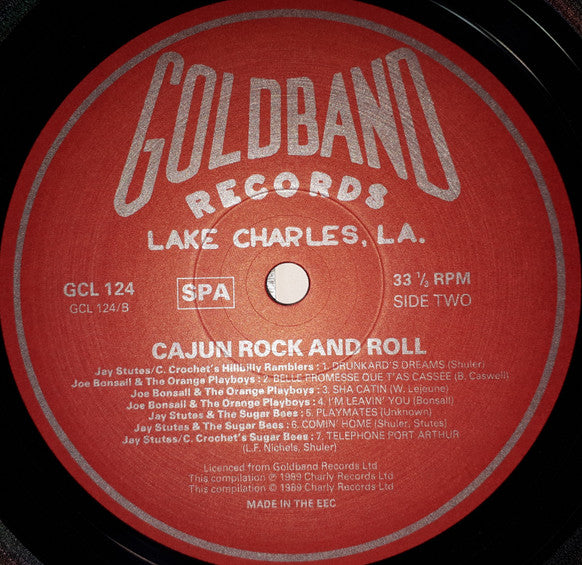 GOLDBAND
RECORDS
LAKE CHARLES, LA.
GCL 124
GCL 124/B
SPA
33 ⅓ RPM
SIDE TWO
CAJUN ROCK AND ROLL
Jay Stutes/C. Crochet's Hillbilly Ramblers : 1. DRUNKARD'S DREAMS (Shuler)
Joe Bonsall & The Orange Playboys : 2. BELLE PROMESSE QUE T'AS CASSEE (B. Caswell)
Joe Bonsall & The Orange Playboys : 3. SHA CATIN (W. Lejeune)
Joe Bonsall & The Orange Playboys : 4. I'M LEAVIN' YOU (Bonsall)
Jay Stutes & The Sugar Bees : 5. PLAYMATES (Unknown)
Jay Stutes & The Sugar Bees : 6. COMIN' HOME (Shuler, Stutes)
Jay Stutes/C. Crochet's Sugar Bees : 7. TELEPHONE PORT ARTHUR
(L.F. Nichols, Shuler)
Licenced from Goldband Records Ltd
This compilation ℗ 1989 Charly Records Ltd
This compilation © 1989 Charly Records Ltd
MADE IN THE EEC